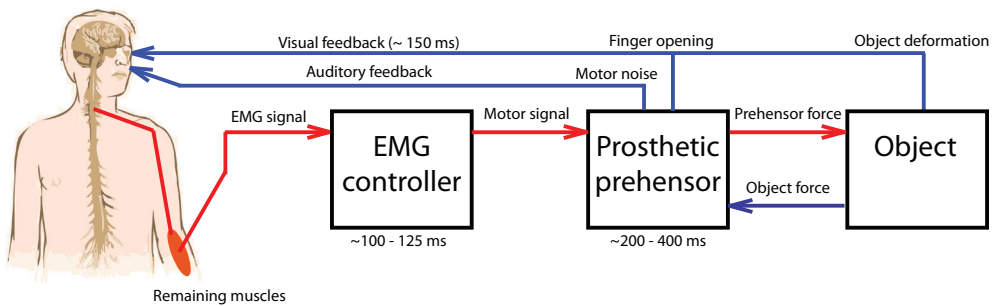 Visual feedback (~ 150 ms)
Finger opening
Object deformation
Auditory feedback
Motor noise
EMG signal
Motor signal
Prehensor force
EMG
controller
Prosthetic
prehensor
Object
Object force
~100 - 125 ms
~200 - 400 ms
Remaining muscles